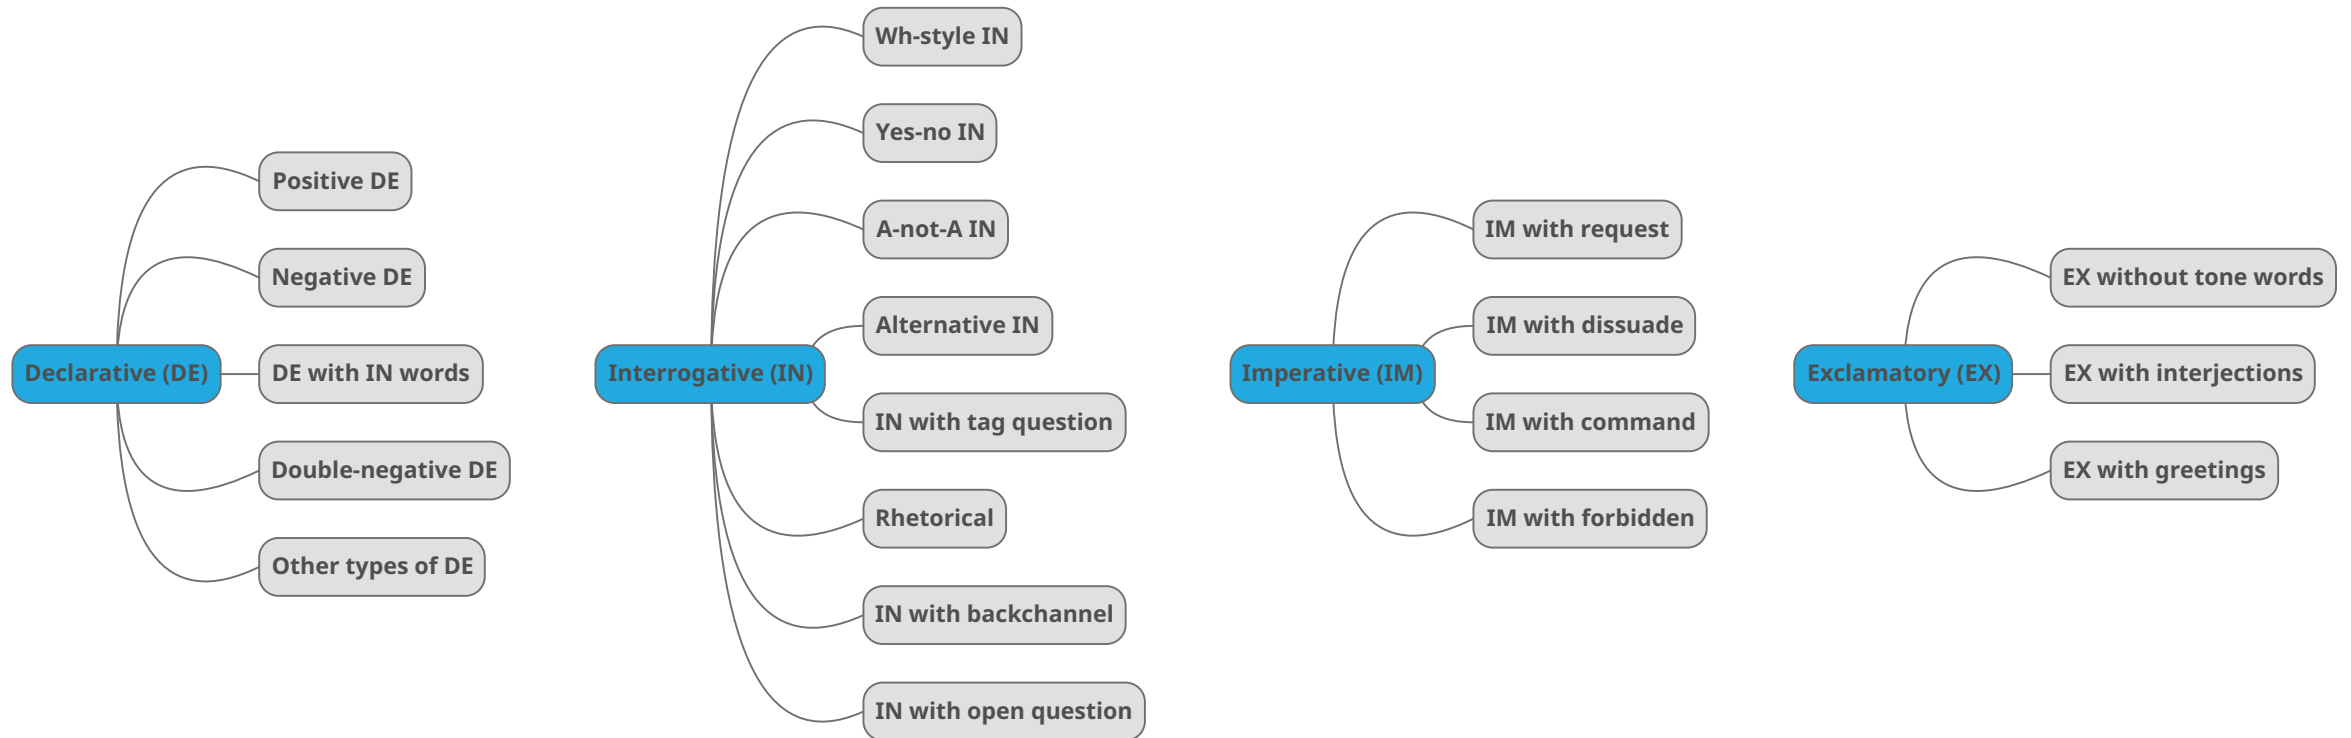 Declarative (DE)
Positive DE
Negative DE
DE with IN words
Double-negative DE
Other types of DE
Interrogative (IN)
Wh-style IN
Yes-no IN
A-not-A IN
Alternative IN
IN with tag question
Rhetorical
IN with backchannel
IN with open question
Imperative (IM)
IM with request
IM with dissuade
IM with command
IM with forbidden
Exclamatory (EX)
EX without tone words
EX with interjections
EX with greetings